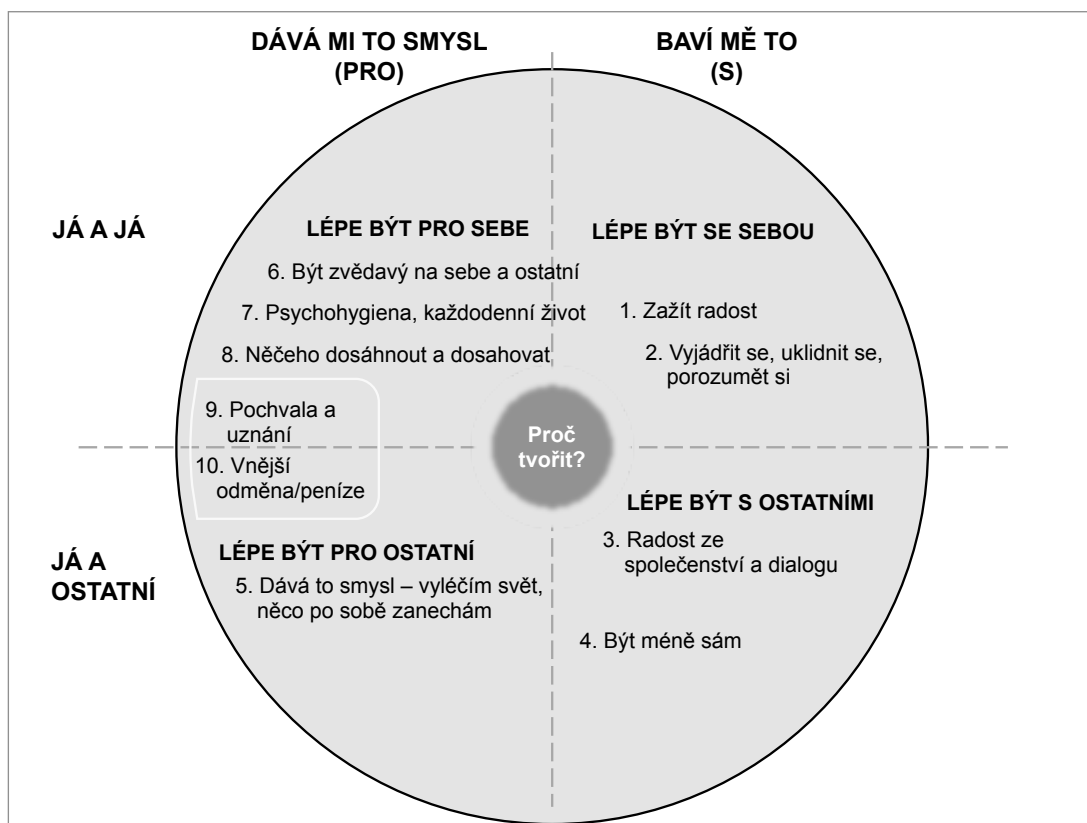 DÁVÁ MI TO SMYSL
(PRO)
BAVÍ MĚ TO
(S)
JÁ A JÁ
LÉPE BÝT PRO SEBE
6. Být zvědavý na sebe a ostatní
7. Psychohygiena, každodenní život
8. Něčeho dosáhnout a dosahovat
9. Pochvala a
uznání
LÉPE BÝT SE SEBOU
1. Zažít radost
2. Vyjádřit se, uklidnit se,
porozumět si
Proč
tvořit?
JÁ A
OSTATNÍ
10. Vnější
odměna/peníze
LÉPE BÝT PRO OSTATNÍ
5. Dává to smysl – vyléčím svět,
něco po sobě zanechám
LÉPE BÝT S OSTATNÍMI
3. Radost ze
společenství a dialogu
4. Být méně sám